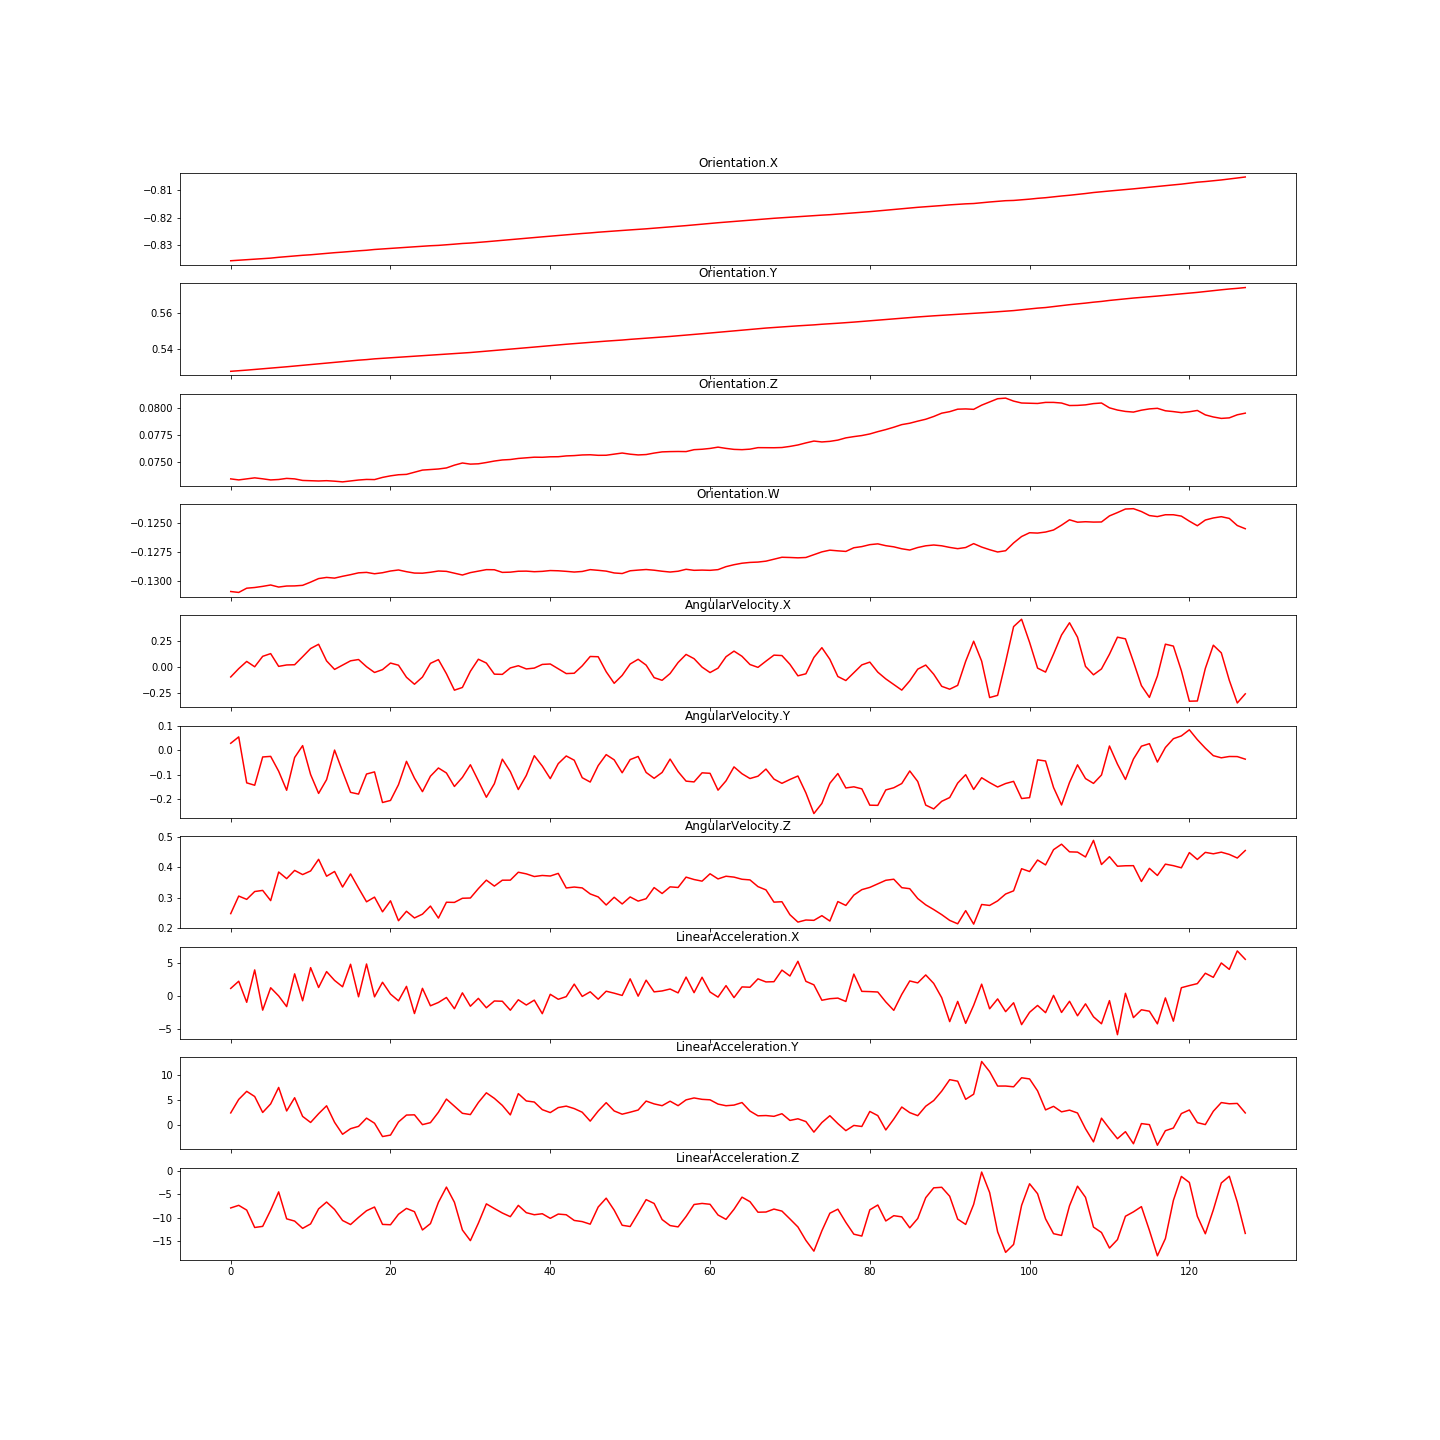 Orientation.X
−0.81
−0.82
−0.83
Orientation.Y
0.56
0.54
Orientation.Z
0.0800
0.0775
0.0750
Orientation.W
−0.1250
−0.1275
−0.1300
AngularVelocity.X
0.25
0.00
−0.25
AngularVelocity.Y
0.1
0.0
−0.1
−0.2
AngularVelocity.Z
0.5
0.4
0.3
0.2
LinearAcceleration.X
5
0
−5
LinearAcceleration.Y
10
5
0
LinearAcceleration.Z
0
−5
−10
−15
0 20 40 60 80 100 120